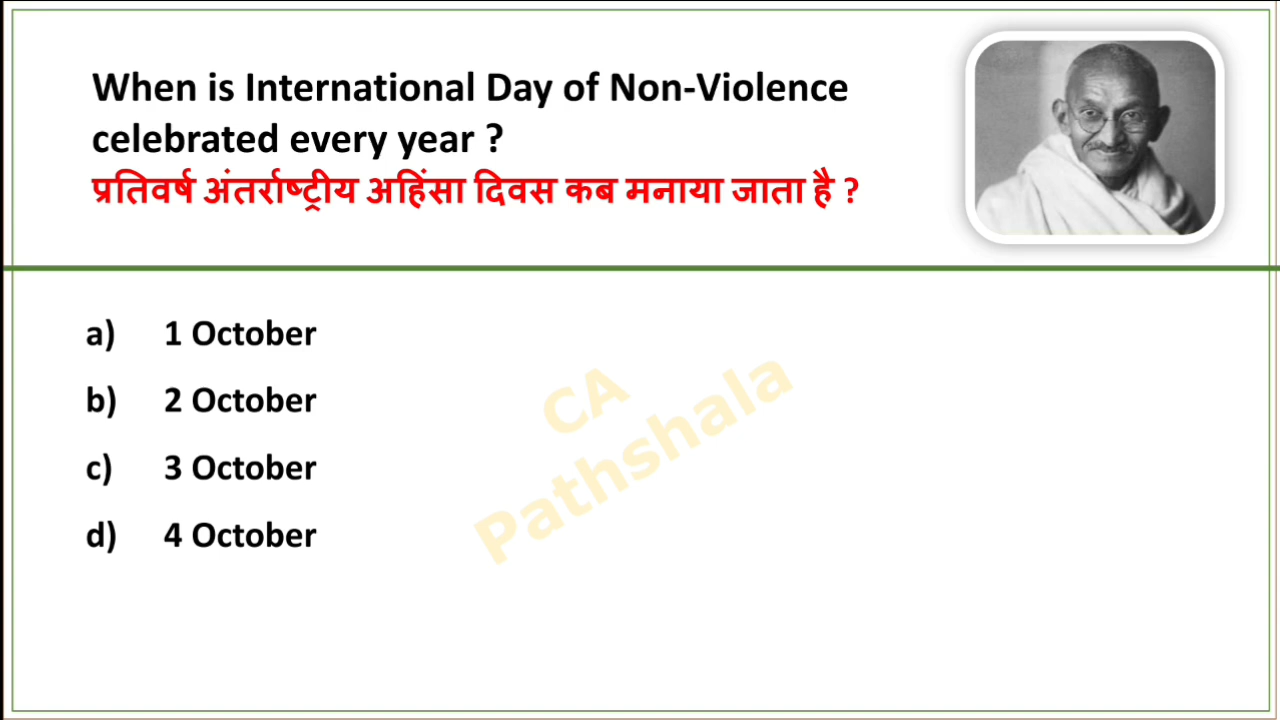 When is International Day of Non-Violence
celebrated every year ?
प्रतिवर्ष अंतर्राष्ट्रीय अहिंसा दिवस कब मनाया जाता है ?
a) 1 October
b) 2 October
c) 3 October
d) 4 October
CA
Pathshala